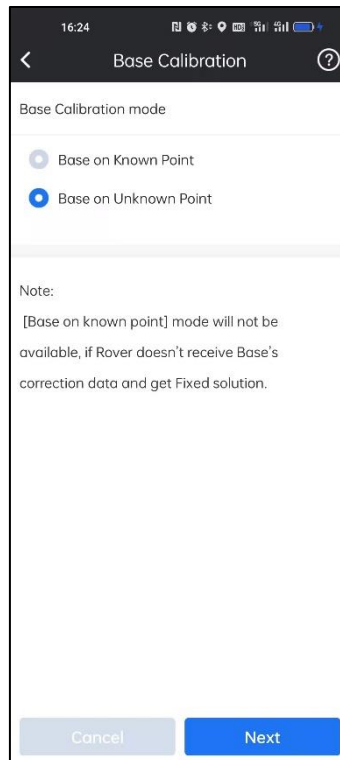 16:24
Base Calibration
Base Calibration mode
Base on Known Point
Base on Unknown Point
Note:
[Base on known point] mode will not be
available, if Rover doesn't receive Base's
correction data and get Fixed solution.
Cancel
Next